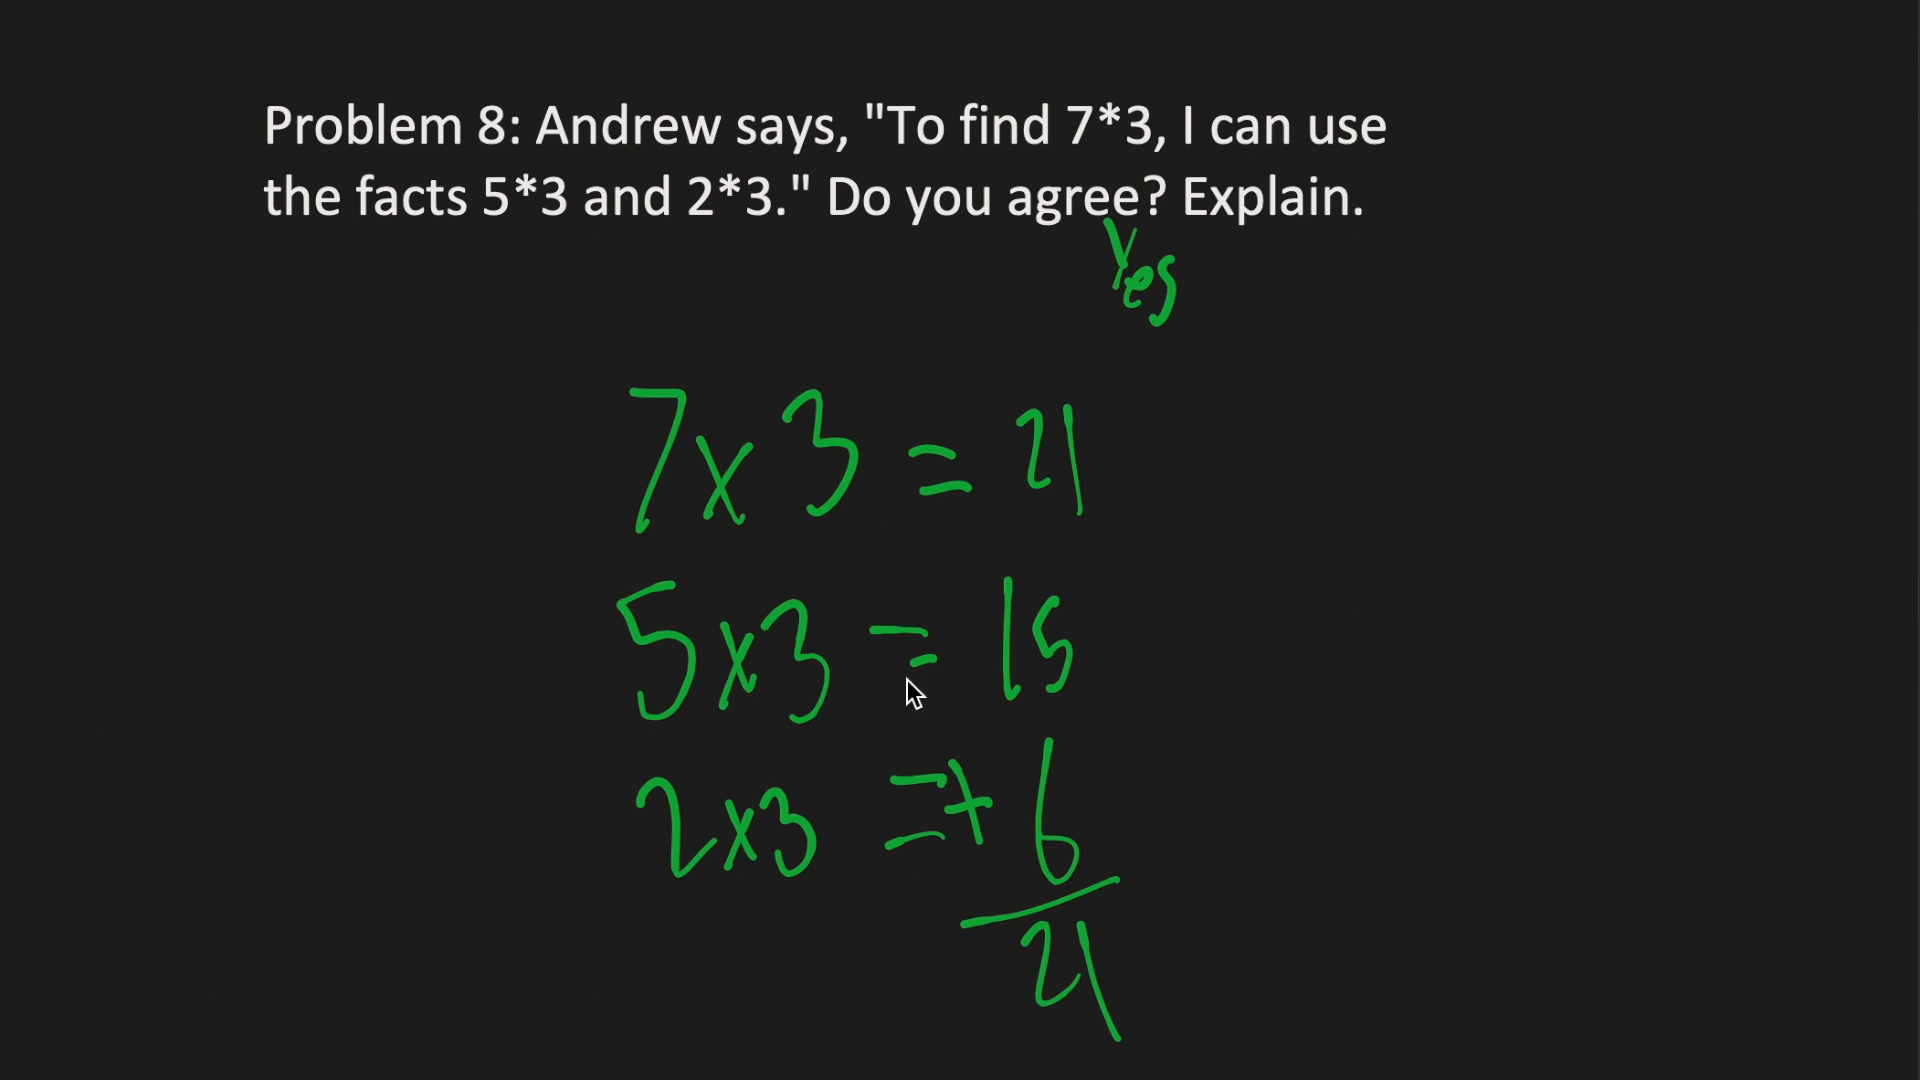 Problem 8: Andrew says, "To find 7*3, I can use
the facts 5*3 and 2*3." Do you agree? Explain.
Yes
7x3 = 21
5x3 = 15
2x3 = + 6
21